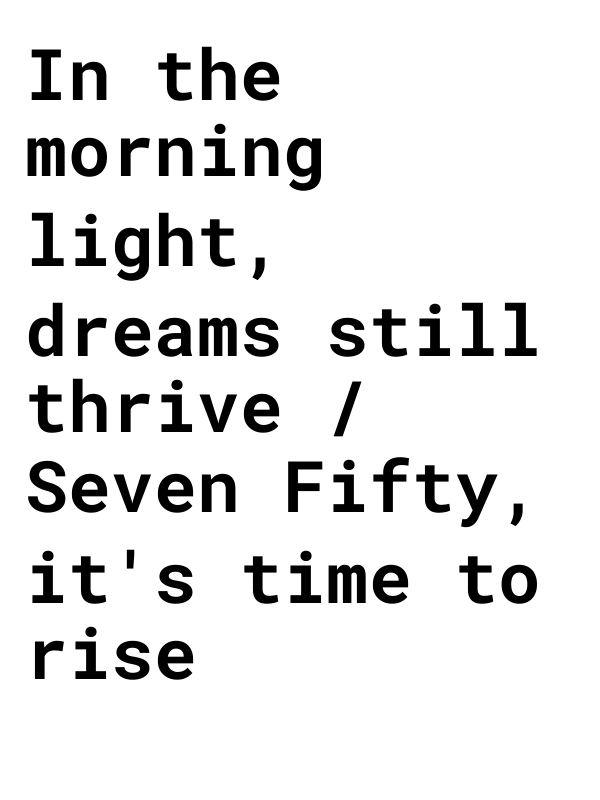 In the
morning
light,
dreams still
thrive /
Seven Fifty,
it's time to
rise